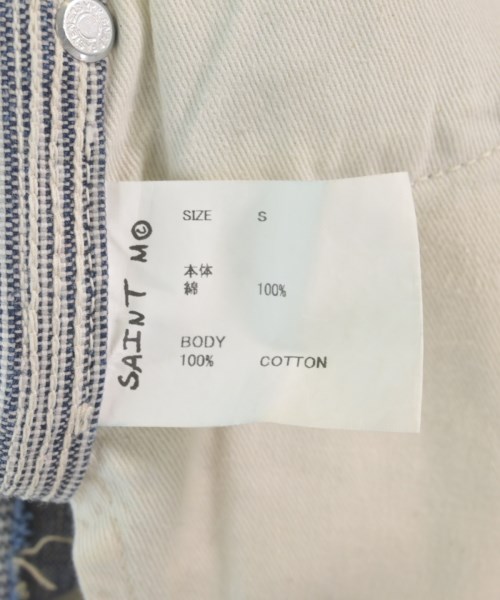 SAINT M©
SIZE S
本体
綿 100%
BODY
100% COTTON